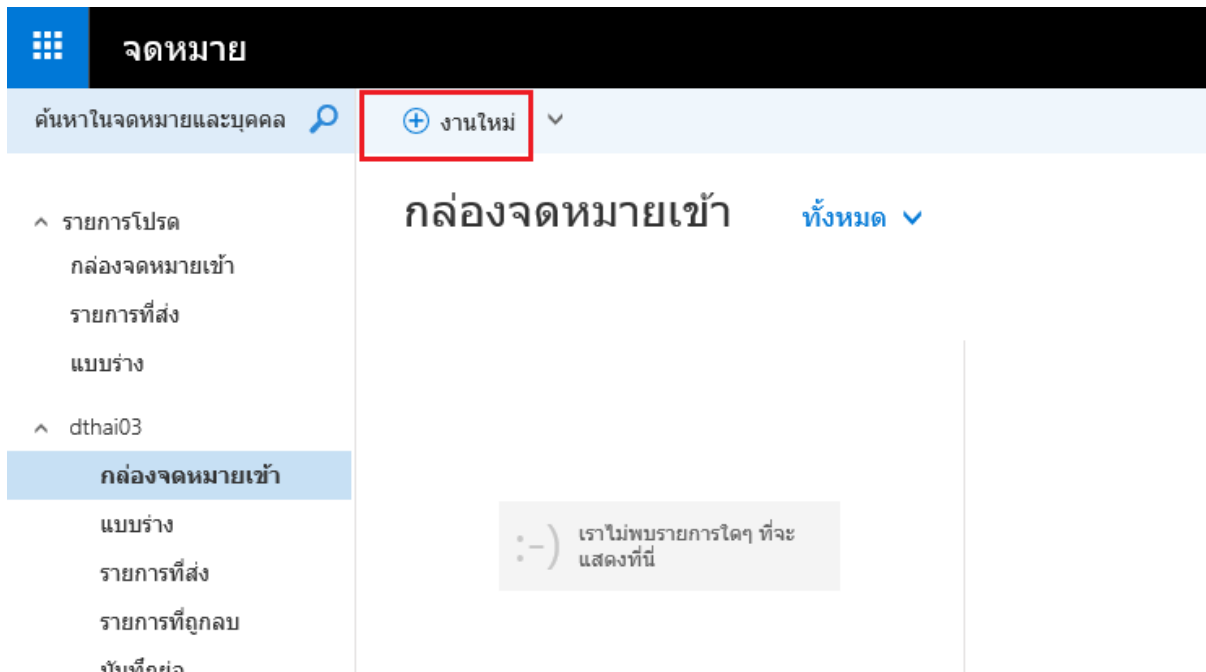 จดหมาย
ค้นหาในจดหมายและบุคคล
งานใหม่
รายการโปรด
กล่องจดหมายเข้า
รายการที่ส่ง
แบบร่าง
dthai03
กล่องจดหมายเข้า
แบบร่าง
รายการที่ส่ง
รายการที่ถูกลบ
บันทึกย่อ
กล่องจดหมายเข้า ทั้งหมด
:-)
เราไม่พบรายการใดๆ ที่จะ
แสดงที่นี่